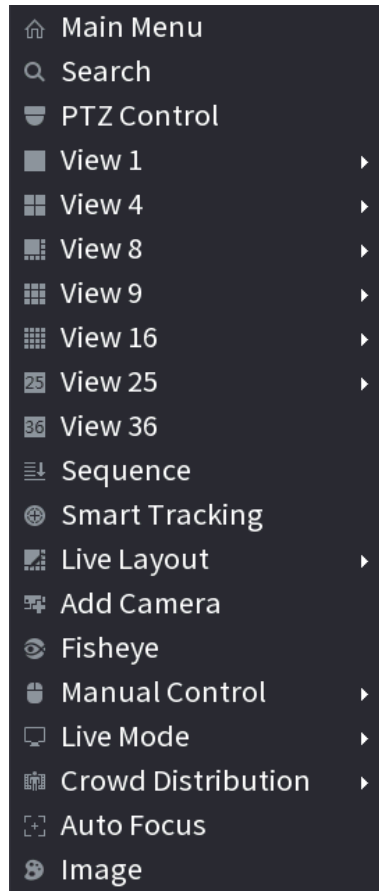 Main Menu
Search
PTZ Control
View 1
View 4
View 8
View 9
View 16
25 View 25
36 View 36
Sequence
Smart Tracking
Live Layout
Add Camera
Fisheye
Manual Control
Live Mode
Crowd Distribution
Auto Focus
Image